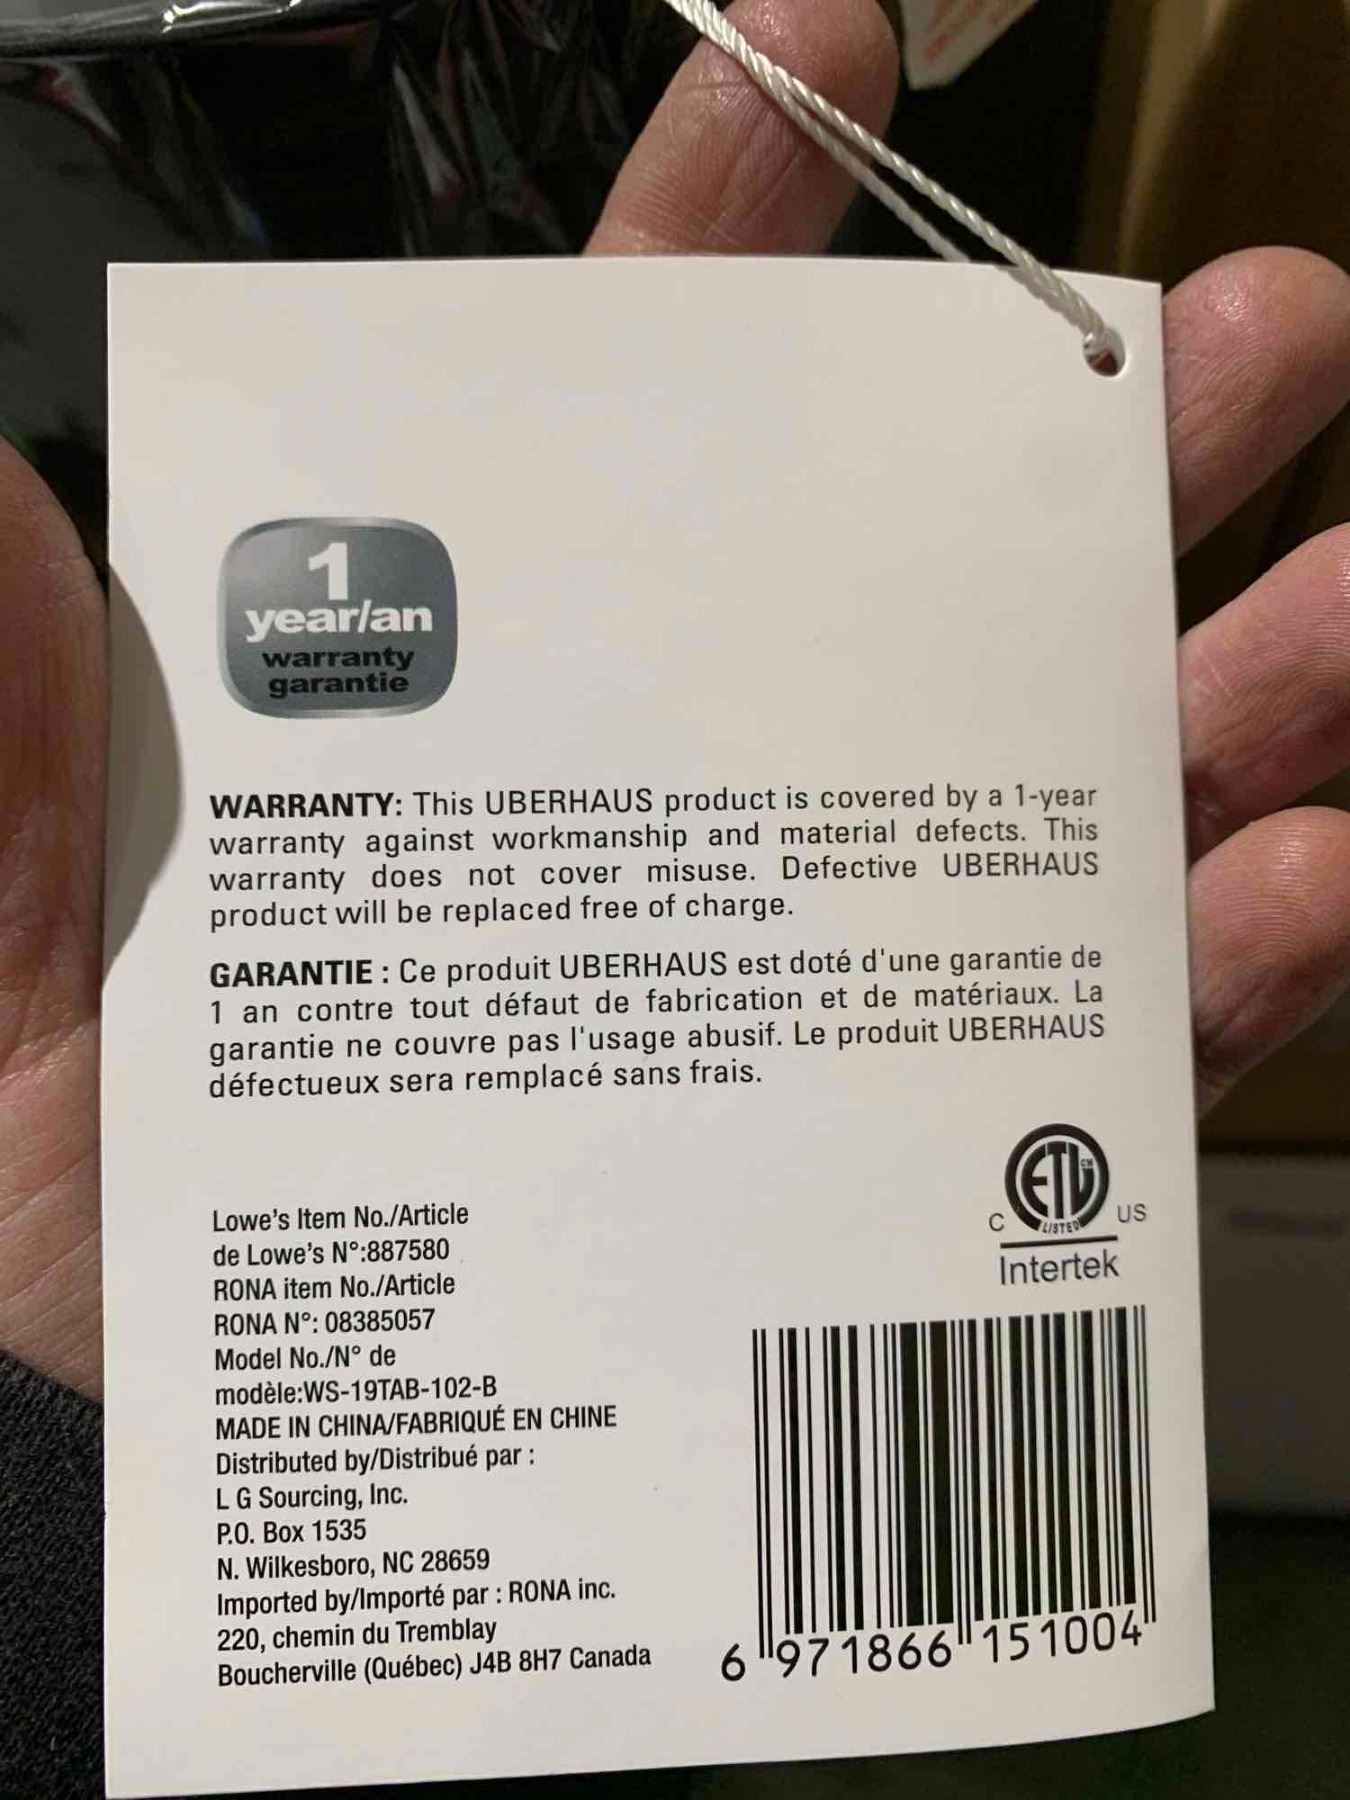 1
year/an
warranty
garantie
WARRANTY: This UBERHAUS product is covered by a 1-year
warranty against workmanship and material defects. This
warranty does not cover misuse. Defective UBERHAUS
product will be replaced free of charge.
GARANTIE : Ce produit UBERHAUS est doté d'une garantie de
1 an contre tout défaut de fabrication et de matériaux. La
garantie ne couvre pas l'usage abusif. Le produit UBERHAUS
défectueux sera remplacé sans frais.
Lowe's Item No./Article
de Lowe's N°:887580
RONA item No./Article
RONA N°: 08385057
Model No./N° de
modèle:WS-19TAB-102-B
MADE IN CHINA/FABRIQUÉ EN CHINE
Distributed by/Distribué par :
L G Sourcing, Inc.
P.O. Box 1535
N. Wilkesboro, NC 28659
Imported by/Importé par : RONA inc.
220, chemin du Tremblay
Boucherville (Québec) J4B 8H7 Canada
ETL CM
C LISTED US
Intertek
6 971866 151004